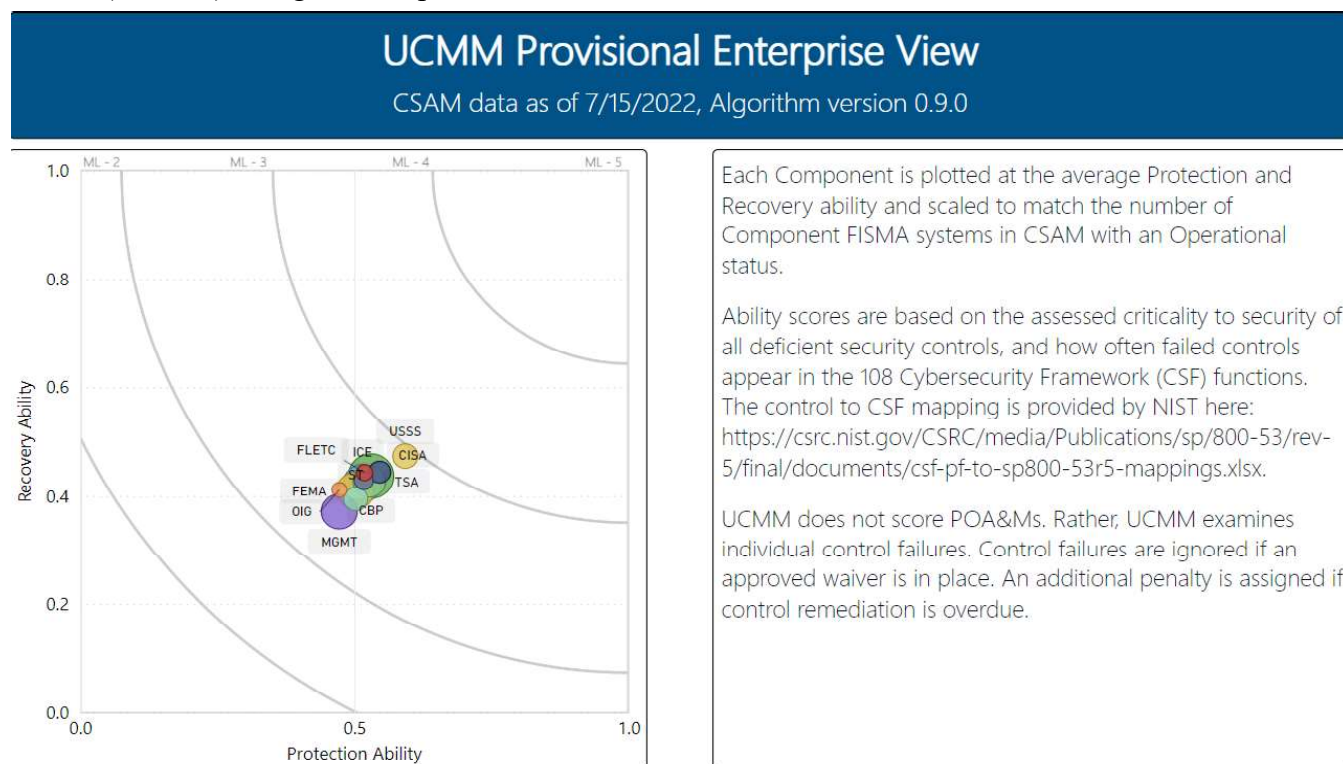 UCMM Provisional Enterprise View
CSAM data as of 7/15/2022, Algorithm version 0.9.0
ML - 2
ML - 3
ML - 4
ML - 5
1.0
0.8
0.6
0.4
0.2
0.0
Recovery Ability
USSS
FLETC
ICE
CISA
ST
TSA
FEMA
OIG
CBP
MGMT
0.0
0.5
1.0
Protection Ability
Each Component is plotted at the average Protection and
Recovery ability and scaled to match the number of
Component FISMA systems in CSAM with an Operational
status.
Ability scores are based on the assessed criticality to security of
all deficient security controls, and how often failed controls
appear in the 108 Cybersecurity Framework (CSF) functions.
The control to CSF mapping is provided by NIST here:
https://csrc.nist.gov/CSRC/media/Publications/sp/800-53/rev-
5/final/documents/csf-pf-to-sp800-53r5-mappings.xlsx.
UCMM does not score POA&Ms. Rather, UCMM examines
individual control failures. Control failures are ignored if an
approved waiver is in place. An additional penalty is assigned if
control remediation is overdue.